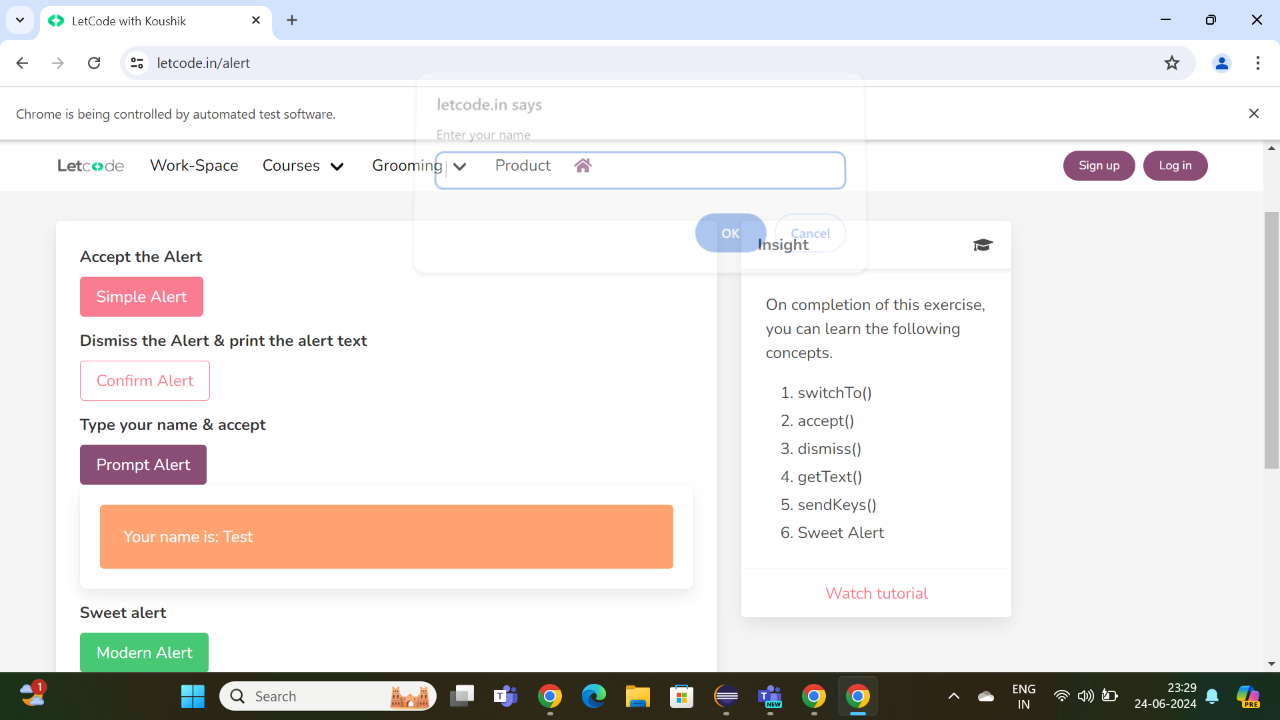 LetCode with Koushik
letcode.in/alert
Chrome is being controlled by automated test software.
letcode.in says
Enter your name
OK Cancel
Letcode Work-Space Courses Grooming Product Sign up Log in
Accept the Alert
Simple Alert
Dismiss the Alert & print the alert text
Confirm Alert
Type your name & accept
Prompt Alert
Your name is: Test
Sweet alert
Modern Alert
Insight
On completion of this exercise,
you can learn the following
concepts.
1. switchTo()
2. accept()
3. dismiss()
4. getText()
5. sendKeys()
6. Sweet Alert
Watch tutorial
1
Search
NEW
ENG
IN
23:29
24-06-2024
PRE